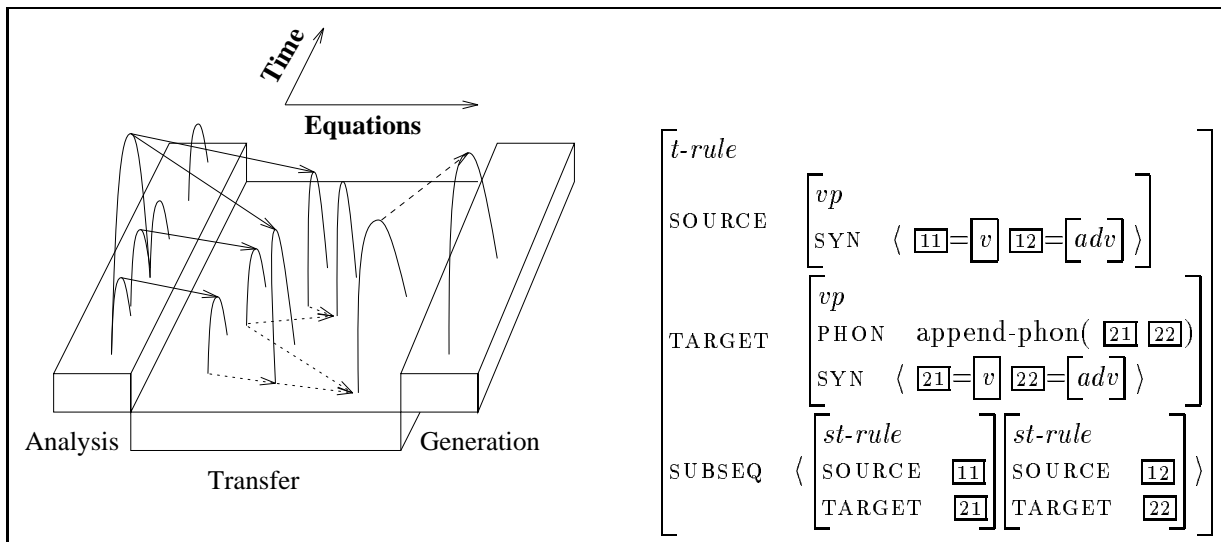 Time
Equations
Analysis
Generation
Transfer
t-rule
SOURCE
vp
SYN ⟨ 11 = [v] 12 = [adv] ⟩
TARGET
vp
PHON append-phon( 21 22 )
SYN ⟨ 21 = [v] 22 = [adv] ⟩
SUBSEQ ⟨
st-rule st-rule
SOURCE 11 SOURCE 12
TARGET 21 TARGET 22
⟩